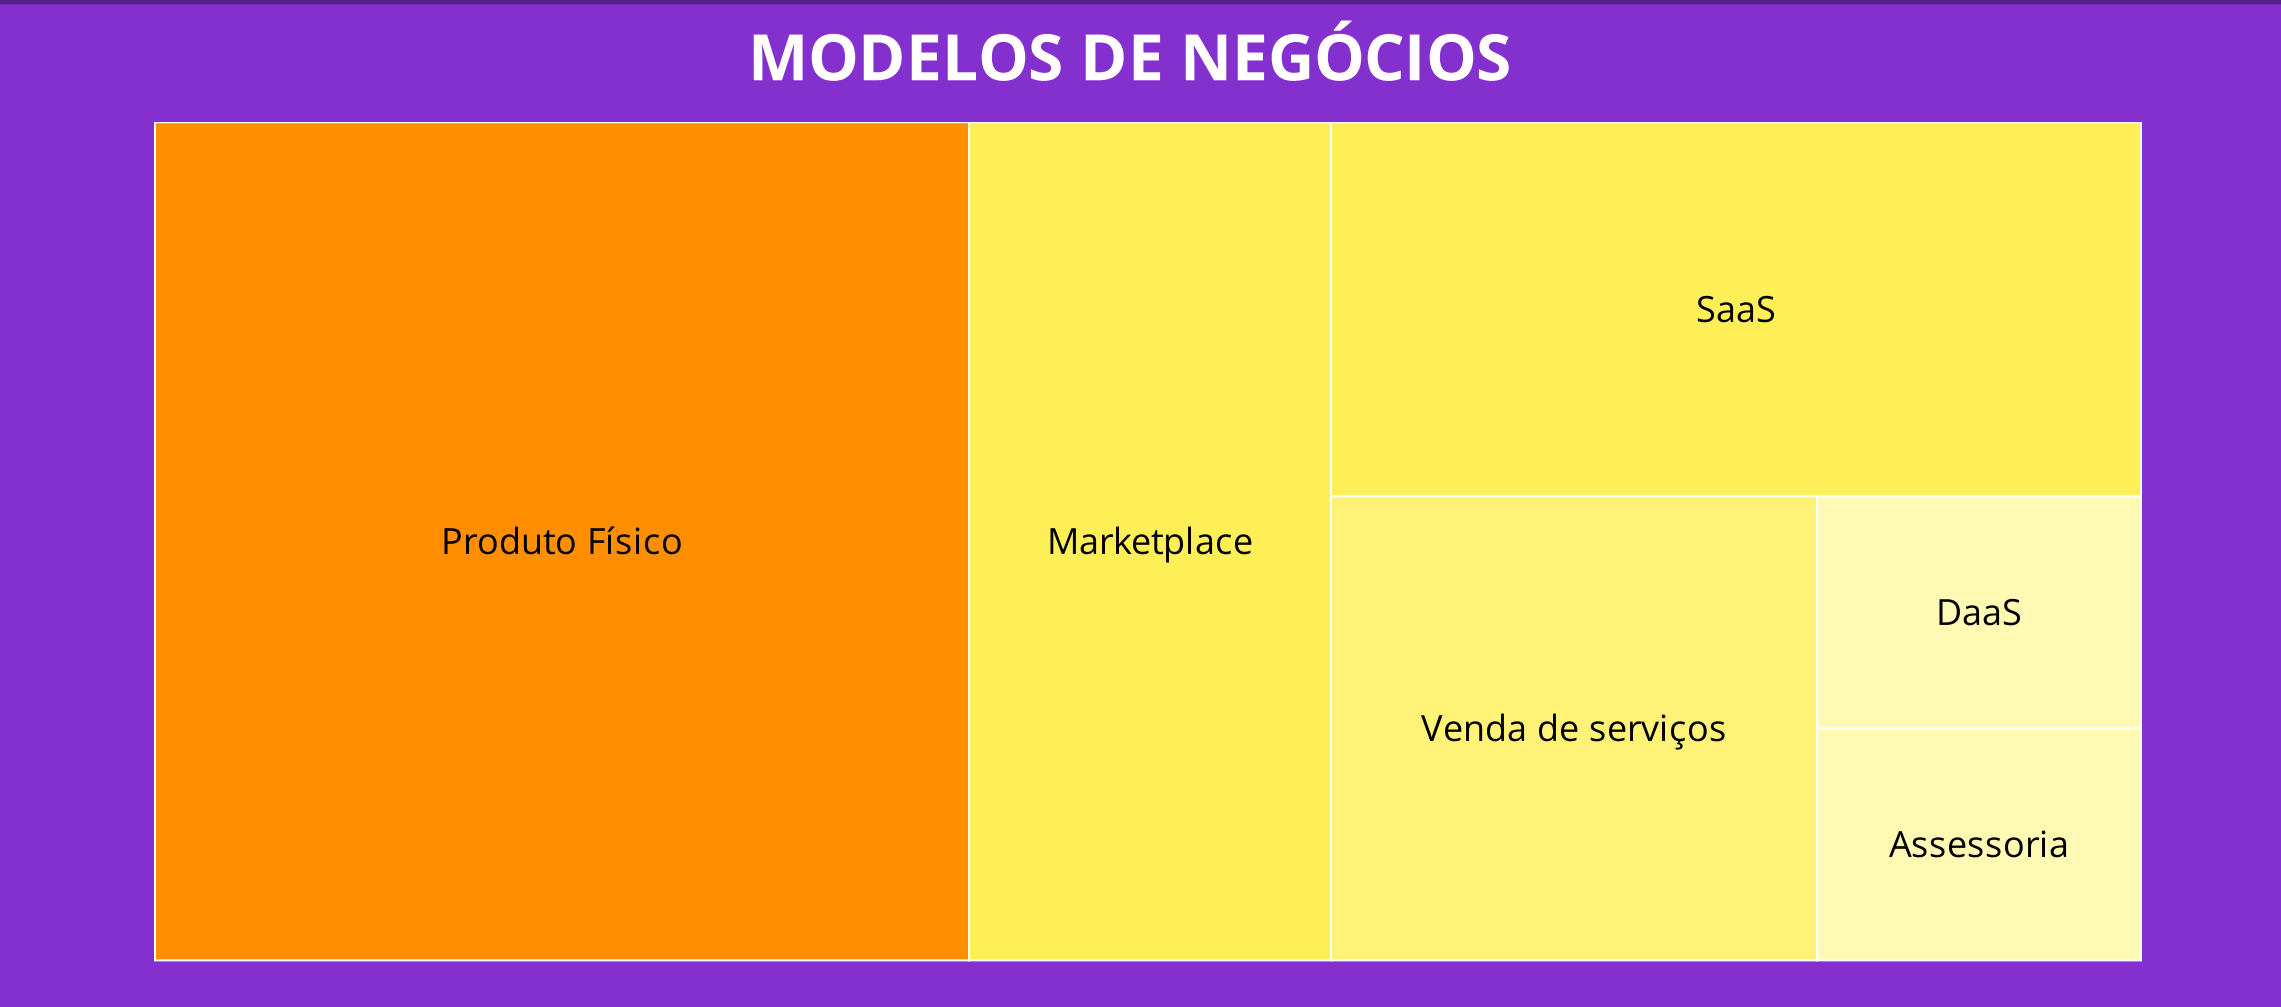 MODELOS DE NEGÓCIOS
Produto Físico
Marketplace
SaaS
Venda de serviços
DaaS
Assessoria